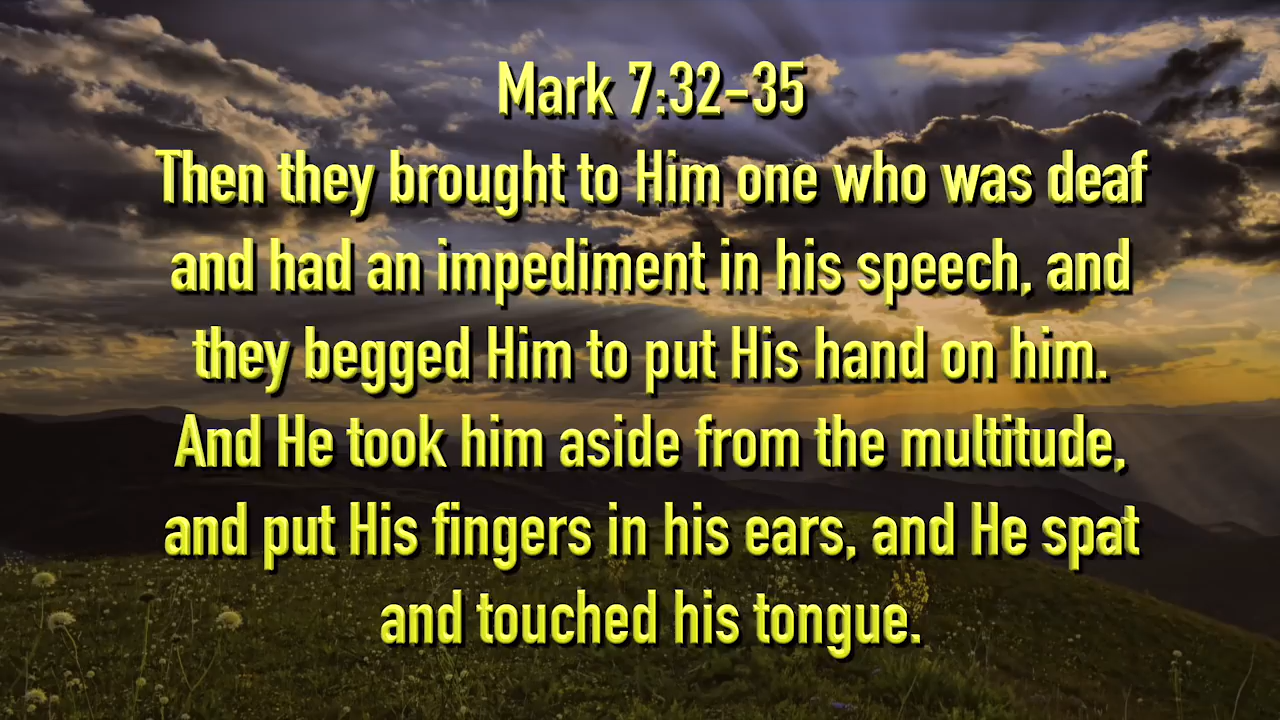 Mark 7:32-35
Then they brought to Him one who was deaf
and had an impediment in his speech, and
they begged Him to put His hand on him.
And He took him aside from the multitude,
and put His fingers in his ears, and He spat
and touched his tongue.